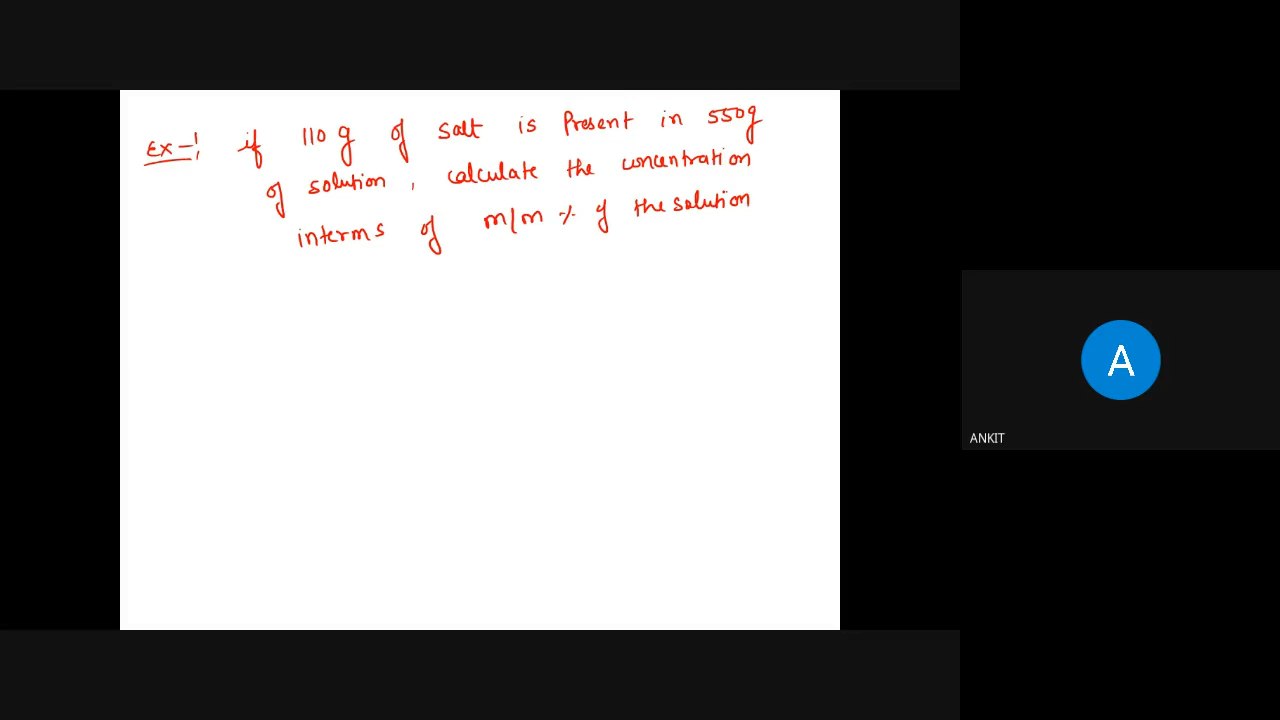 Ex-! if 110 g of salt is Present in 550g
of solution, calculate the concentration
interms of m/m % of the solution
A
ANKIT